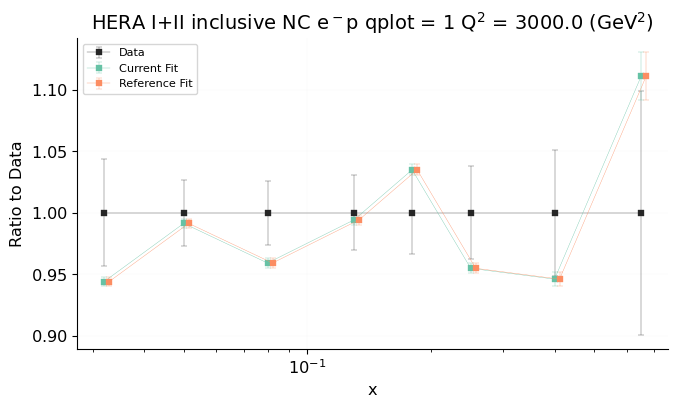 HERA I+II inclusive NC e⁻p qplot = 1 Q² = 3000.0 (GeV²)
Data
Current Fit
Reference Fit
1.10
1.05
1.00
0.95
0.90
Ratio to Data
10⁻¹
x